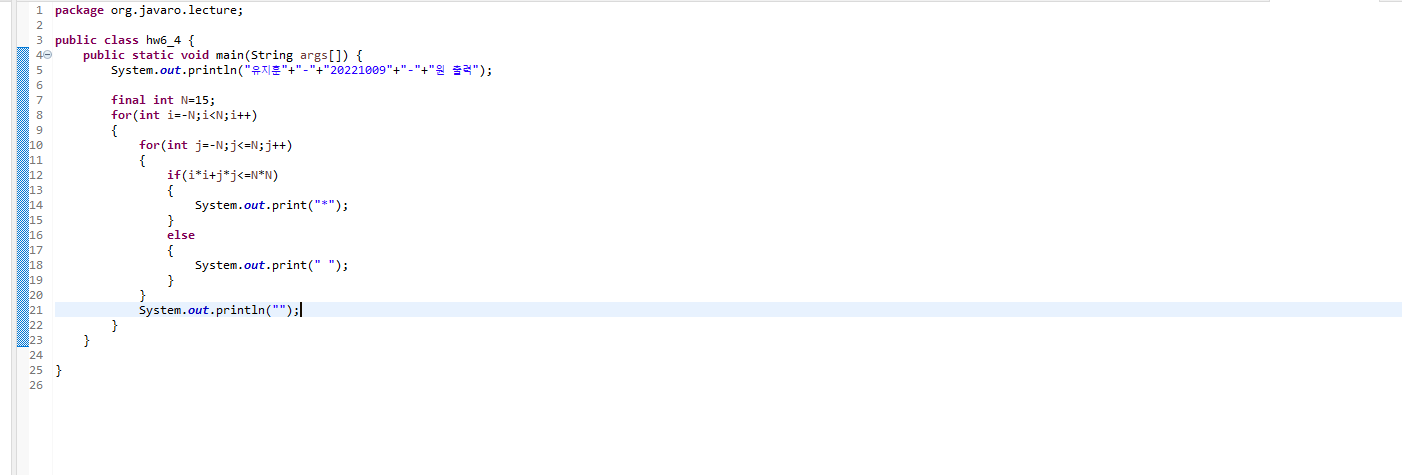 1 package org.javaro.lecture;
2
3 public class hw6_4 {
4 public static void main(String args[]) {
5 System.out.println("유지훈"+"-"+"20221009"+"-"+"원 출력");
6
7 final int N=15;
8 for(int i=-N;i<N;i++)
9 {
10 for(int j=-N;j<=N;j++)
11 {
12 if(i*i+j*j<=N*N)
13 {
14 System.out.print("*");
15 }
16 else
17 {
18 System.out.print(" ");
19 }
20 }
21 System.out.println("");
22 }
23 }
24
25 }
26